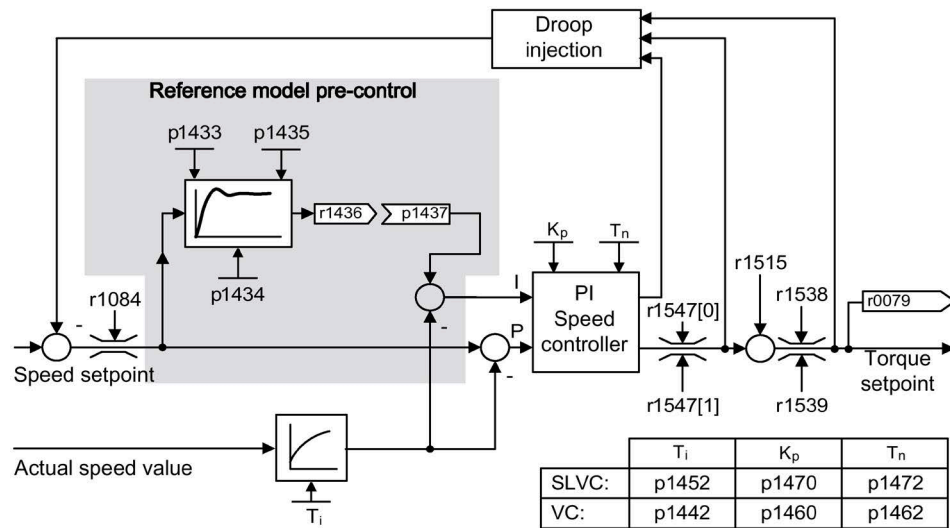 Droop
injection
Reference model pre-control
p1433
p1435
r1436
p1437
p1434
Kp
Tn
r1084
-
-
I
PI
Speed
controller
P
-
r1547[0]
r1547[1]
r1515
r1538
r0079
r1539
Torque
setpoint
Speed setpoint
Actual speed value
Ti
Ti Kp Tn
SLVC: p1452 p1470 p1472
VC: p1442 p1460 p1462